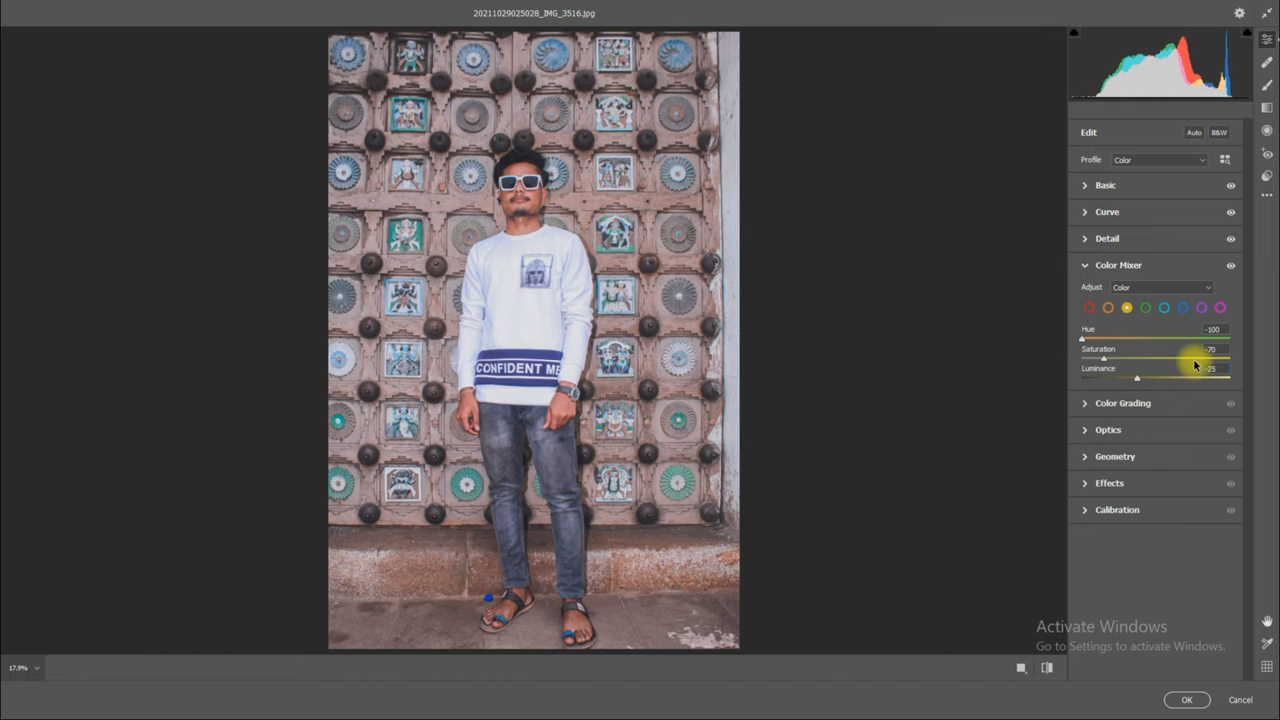 20211029025028_IMG_3516.jpg
Edit
Auto
B&W
Profile
Color
Basic
Curve
Detail
Color Mixer
Adjust
Color
Hue
-100
Saturation
-70
Luminance
-25
CONFIDENT ME
Color Grading
Optics
Geometry
Effects
Calibration
Activate Windows
Go to Settings to activate Windows.
17.9%
OK
Cancel